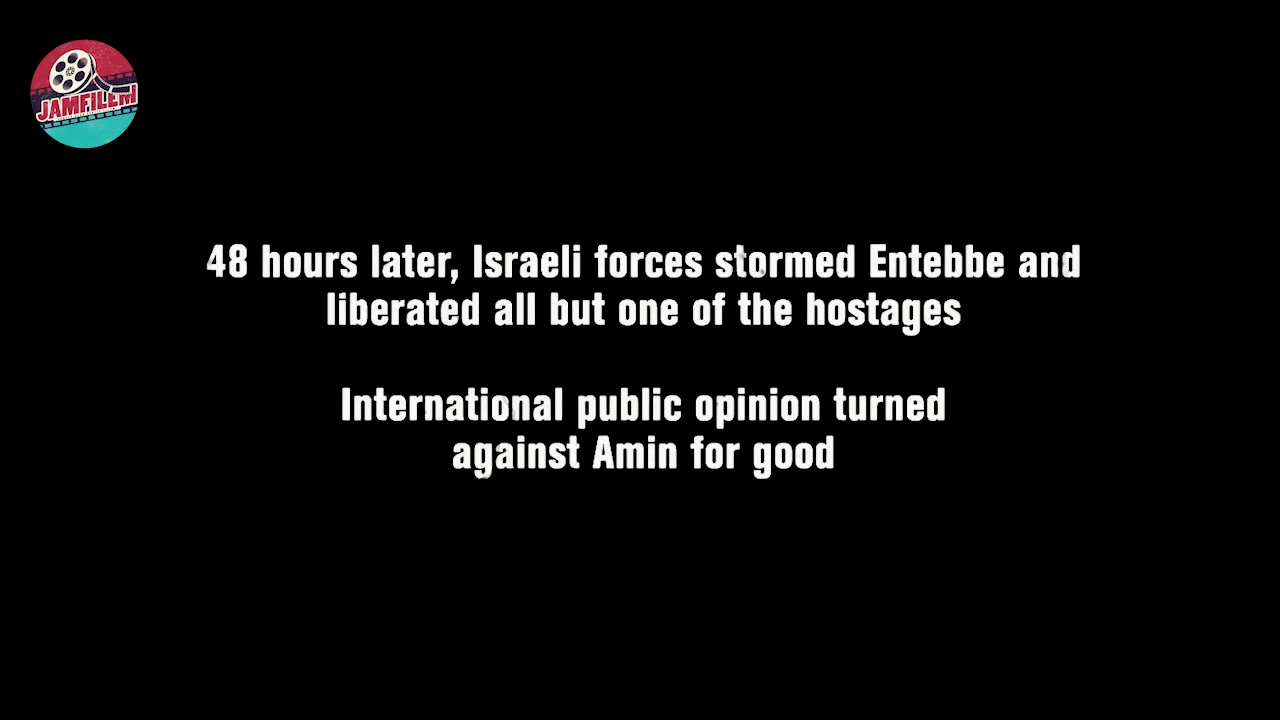 JAMFILEM
48 hours later, Israeli forces stormed Entebbe and
liberated all but one of the hostages
International public opinion turned
against Amin for good